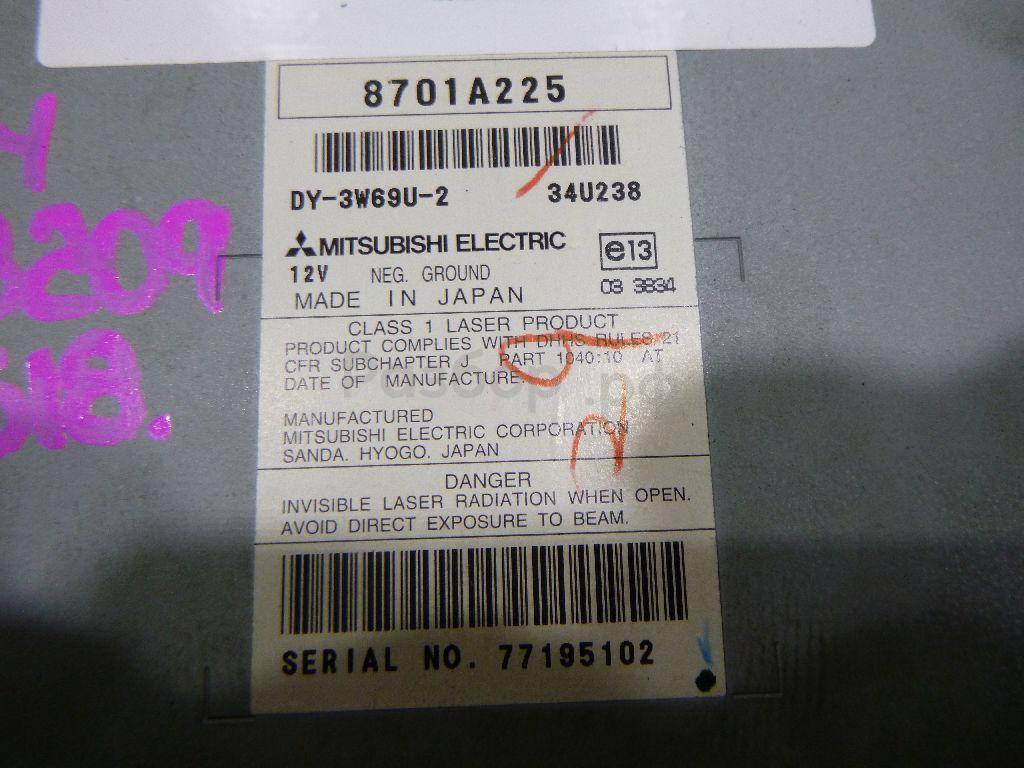 8701A225
DY-3W69U-2 34U238
MITSUBISHI ELECTRIC
e13
12V NEG. GROUND
03 3834
MADE IN JAPAN
CLASS 1 LASER PRODUCT
PRODUCT COMPLIES WITH DHHS RULES 21
CFR SUBCHAPTER J PART 1040:10 AT
DATE OF MANUFACTURE.
MANUFACTURED
MITSUBISHI ELECTRIC CORPORATION
SANDA. HYOGO. JAPAN
DANGER
INVISIBLE LASER RADIATION WHEN OPEN.
AVOID DIRECT EXPOSURE TO BEAM.
SERIAL NO. 77195102